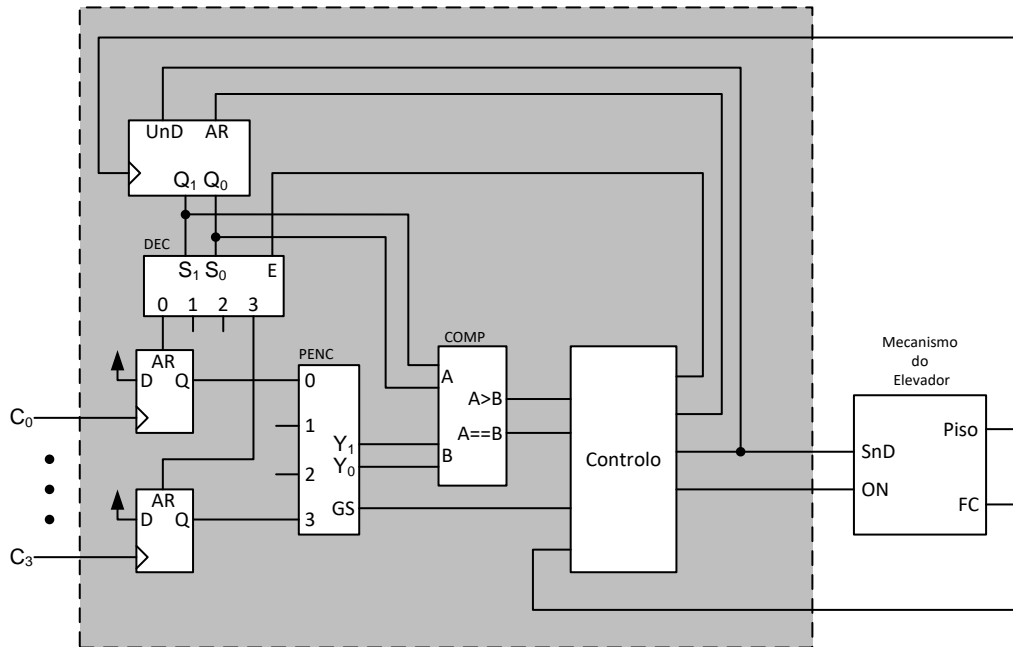 UnD AR
Q₁ Q₀
DEC
S₁ S₀ E
0 1 2 3
AR
D Q
C₀
AR
D Q
C₃
PENC
0
1
2
3
Y₁
Y₀
GS
COMP
A
B
A>B
A==B
Controlo
Mecanismo
do
Elevador
SnD
ON
Piso
FC